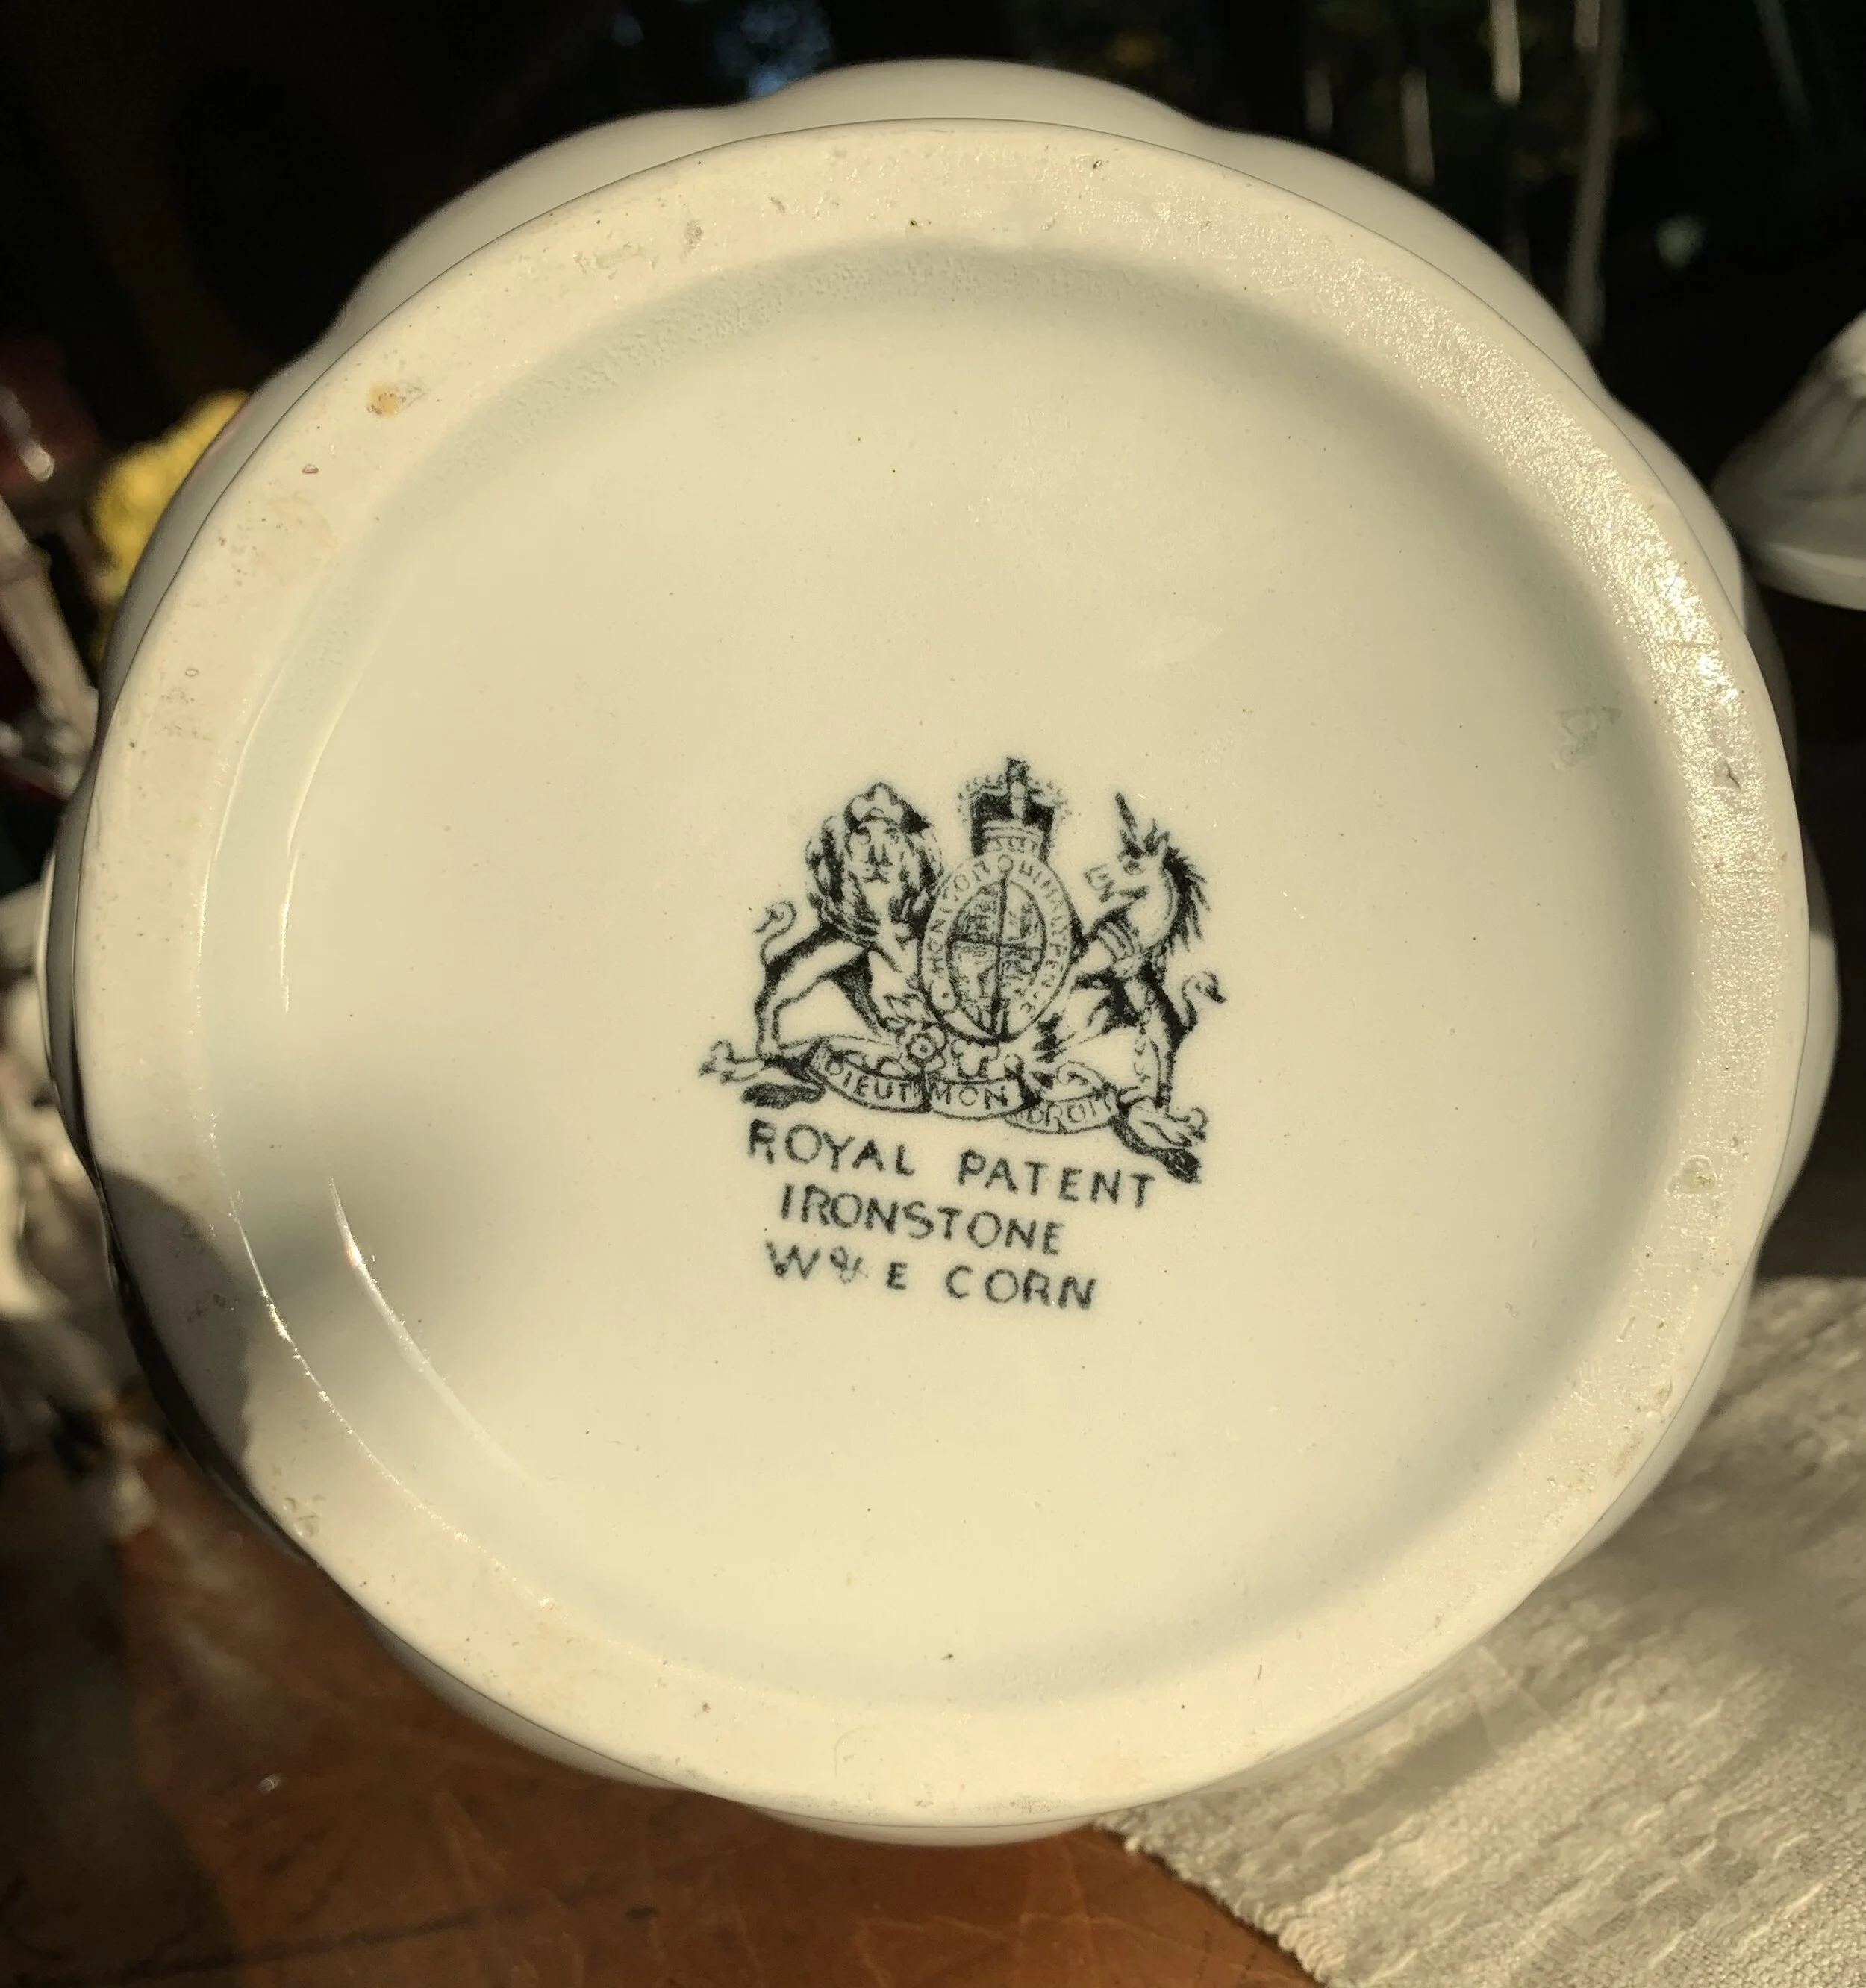 HONI SOIT QUI MAL Y PENSE
DIEU ET MON DROIT
ROYAL PATENT
IRONSTONE
W & E CORN